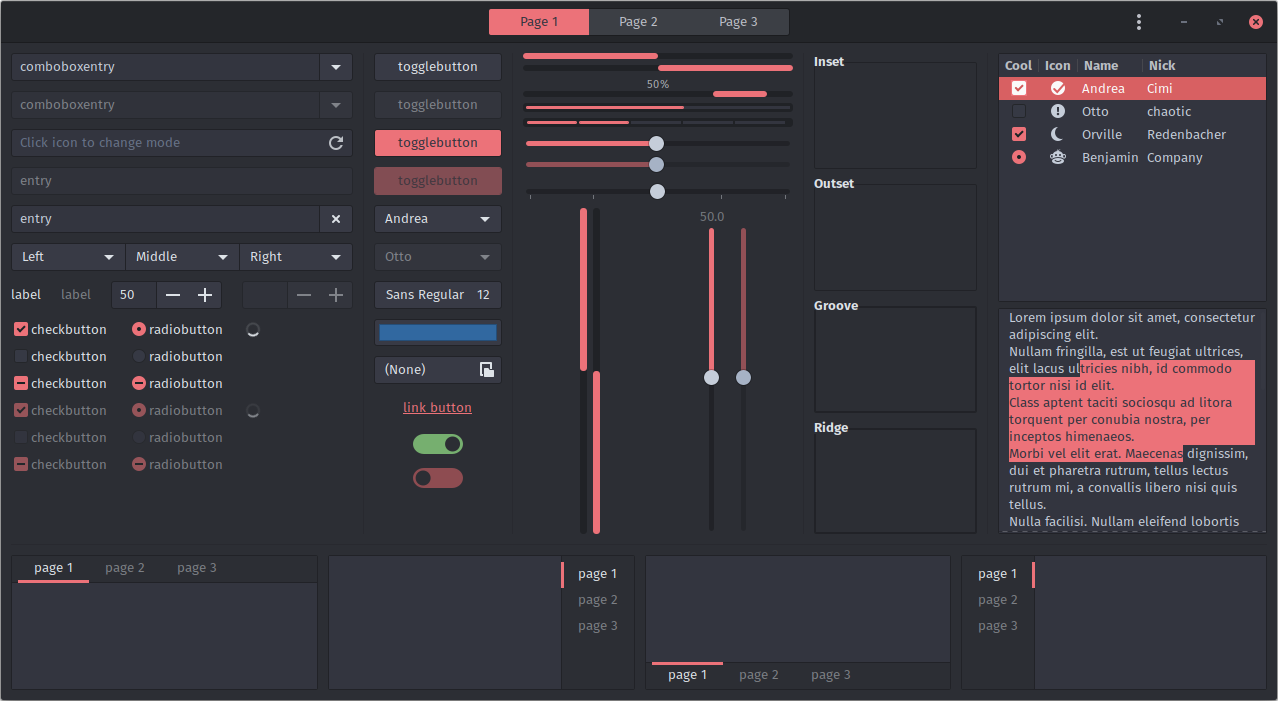 Page 1 Page 2 Page 3
comboboxentry
comboboxentry
Click icon to change mode
entry
entry
Left Middle Right
label label 50
checkbutton radiobutton
checkbutton radiobutton
checkbutton radiobutton
checkbutton radiobutton
checkbutton radiobutton
checkbutton radiobutton
togglebutton
togglebutton
togglebutton
togglebutton
Andrea
Otto
Sans Regular 12
(None)
link button
50%
50.0
Inset
Outset
Groove
Ridge
Cool Icon Name Nick
Andrea Cimi
Otto chaotic
Orville Redenbacher
Benjamin Company
Lorem ipsum dolor sit amet, consectetur
adipiscing elit.
Nullam fringilla, est ut feugiat ultrices,
elit lacus ultricies nibh, id commodo
tortor nisi id elit.
Class aptent taciti sociosqu ad litora
torquent per conubia nostra, per
inceptos himenaeos.
Morbi vel elit erat. Maecenas dignissim,
dui et pharetra rutrum, tellus lectus
rutrum mi, a convallis libero nisi quis
tellus.
Nulla facilisi. Nullam eleifend lobortis
page 1 page 2 page 3
page 1
page 2
page 3
page 1 page 2 page 3
page 1
page 2
page 3